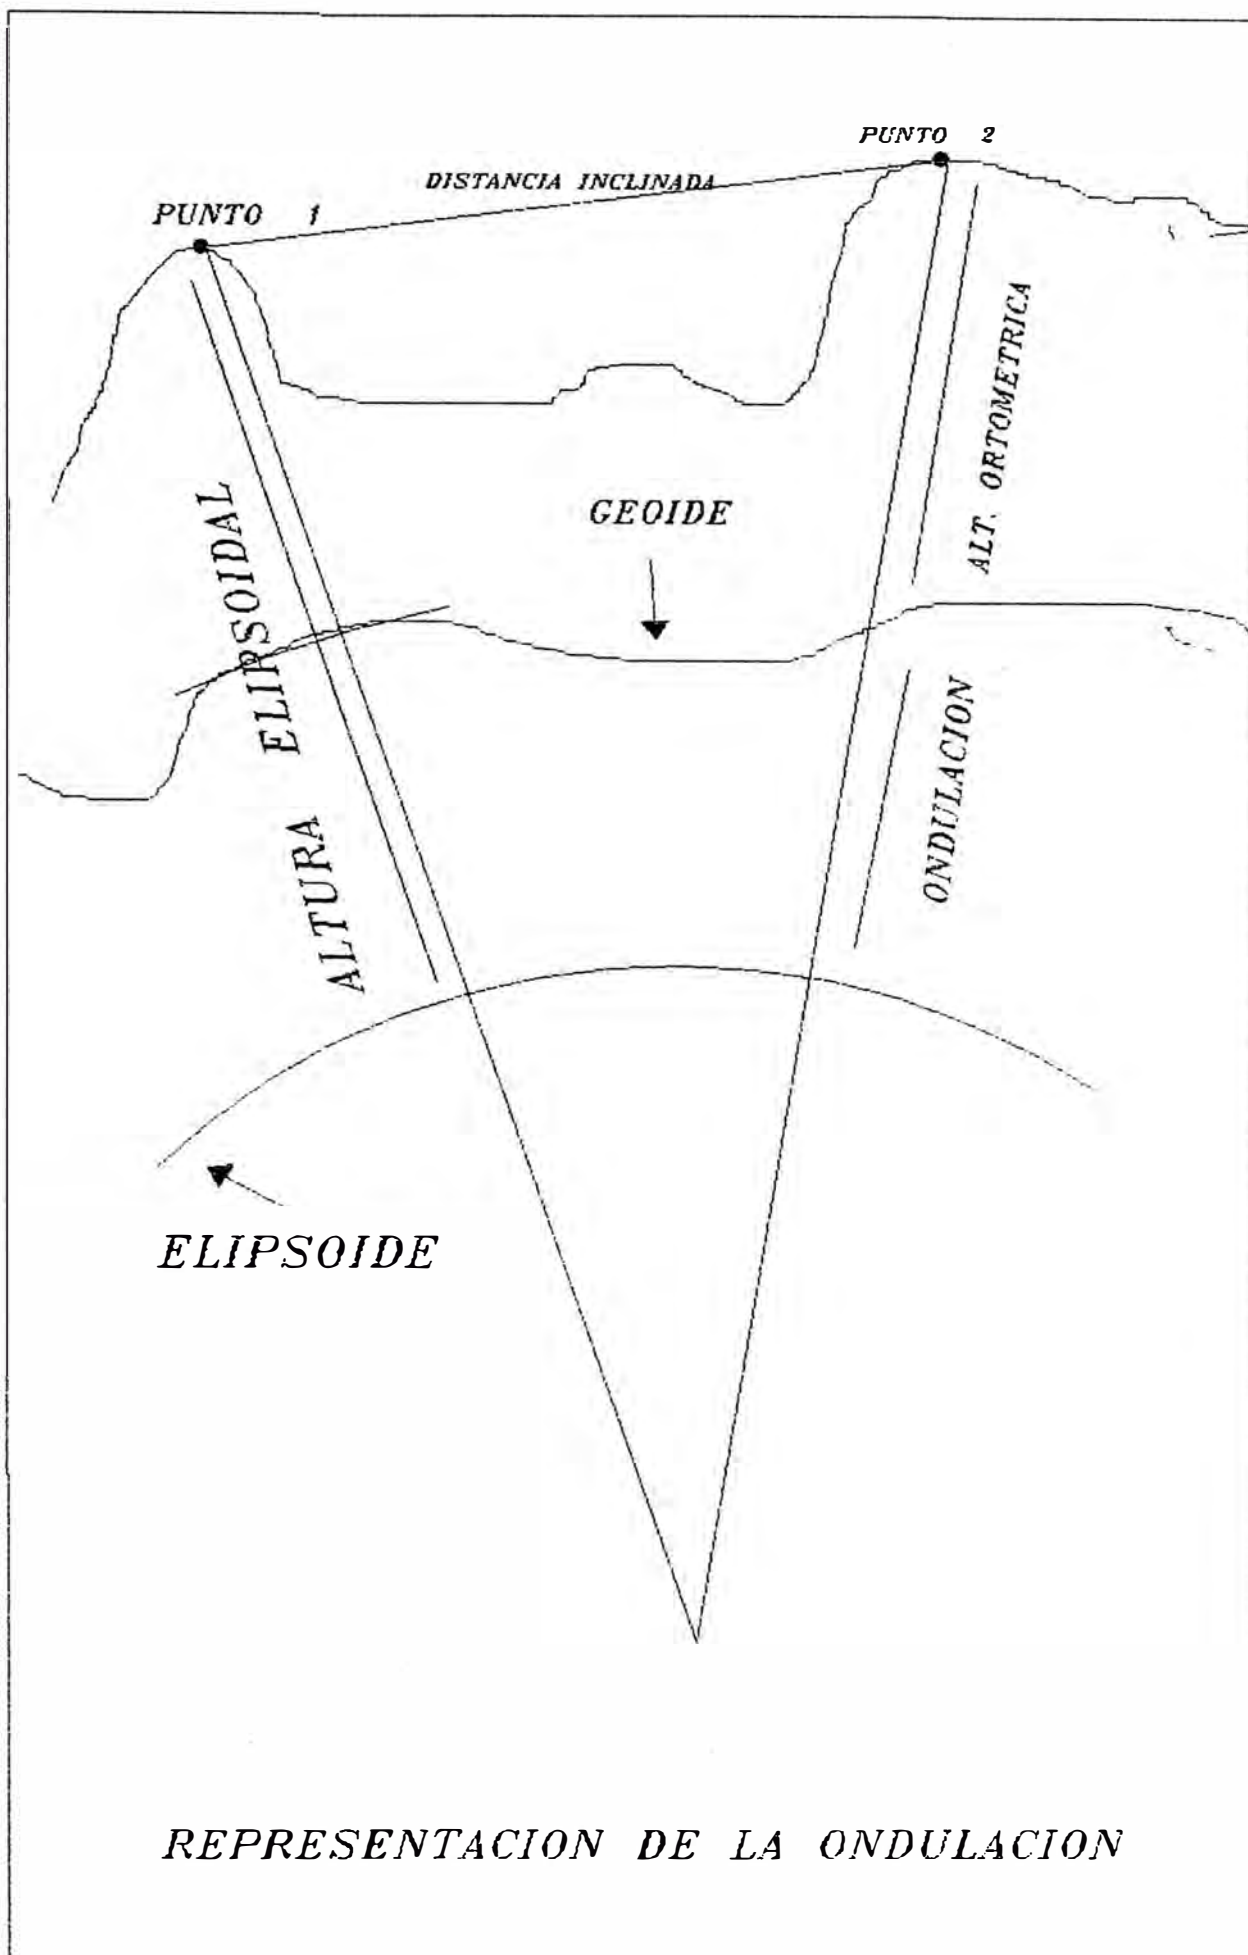 PUNTO 2
DISTANCIA INCLINADA
PUNTO 1
ALT. ORTOMETRICA
GEOIDE
ALTURA ELIPSOIDAL
ONDULACION
ELIPSOIDE
REPRESENTACION DE LA ONDULACION